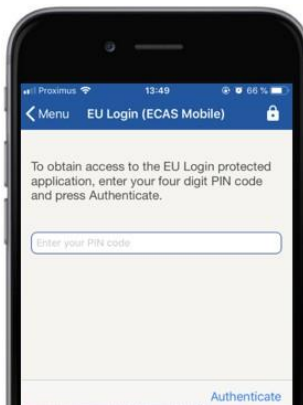 Proximus 13:49 66 %
Menu EU Login (ECAS Mobile)
To obtain access to the EU Login protected
application, enter your four digit PIN code
and press Authenticate.
Enter your PIN code
Authenticate